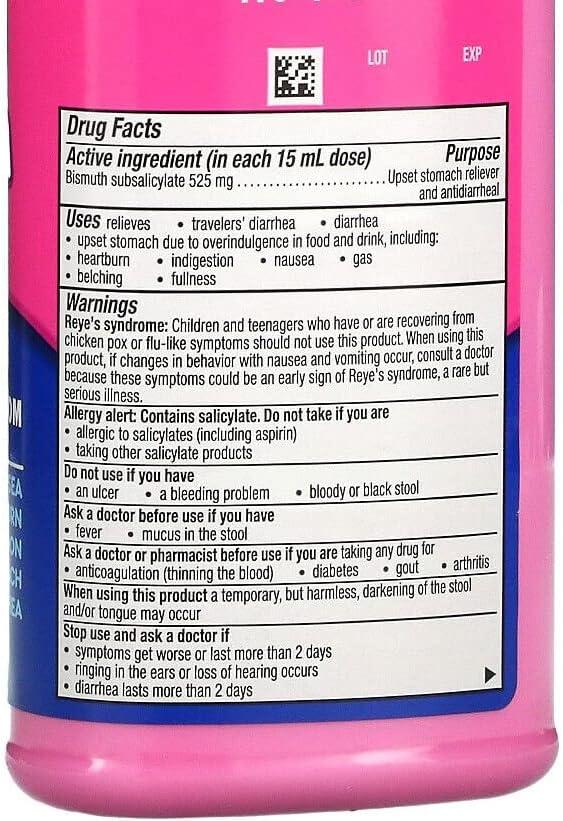 LOT EXP
Drug Facts
Active ingredient (in each 15 mL dose) Purpose
Bismuth subsalicylate 525 mg ........................ Upset stomach reliever
and antidiarrheal
Uses relieves • travelers' diarrhea • diarrhea
• upset stomach due to overindulgence in food and drink, including:
• heartburn • indigestion • nausea • gas
• belching • fullness
Warnings
Reye's syndrome: Children and teenagers who have or are recovering from
chicken pox or flu-like symptoms should not use this product. When using this
product, if changes in behavior with nausea and vomiting occur, consult a doctor
because these symptoms could be an early sign of Reye's syndrome, a rare but
serious illness.
Allergy alert: Contains salicylate. Do not take if you are
• allergic to salicylates (including aspirin)
• taking other salicylate products
Do not use if you have
• an ulcer • a bleeding problem • bloody or black stool
Ask a doctor before use if you have
• fever • mucus in the stool
Ask a doctor or pharmacist before use if you are taking any drug for
• anticoagulation (thinning the blood) • diabetes • gout • arthritis
When using this product a temporary, but harmless, darkening of the stool
and/or tongue may occur
Stop use and ask a doctor if
• symptoms get worse or last more than 2 days
• ringing in the ears or loss of hearing occurs
• diarrhea lasts more than 2 days